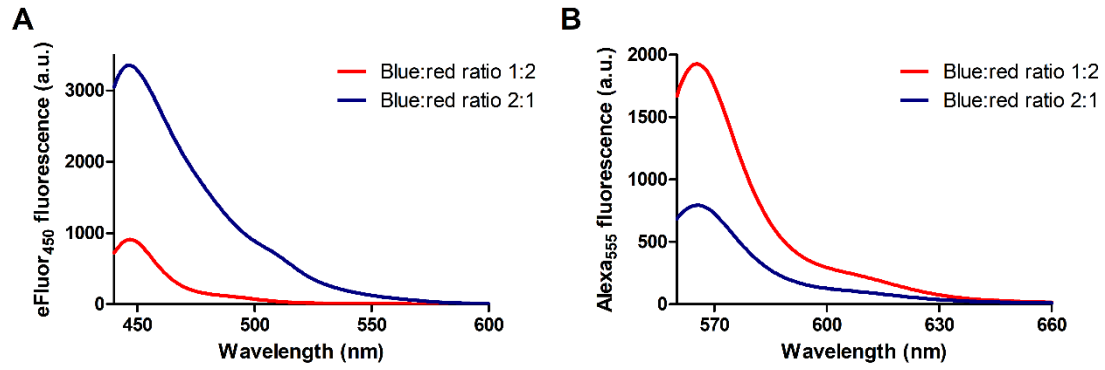 A
eFluor450 fluorescence (a.u.)
3000
2000
1000
0
Blue:red ratio 1:2
Blue:red ratio 2:1
450 500 550 600
Wavelength (nm)
B
Alexa555 fluorescence (a.u.)
2000
1500
1000
500
0
Blue:red ratio 1:2
Blue:red ratio 2:1
570 600 630 660
Wavelength (nm)